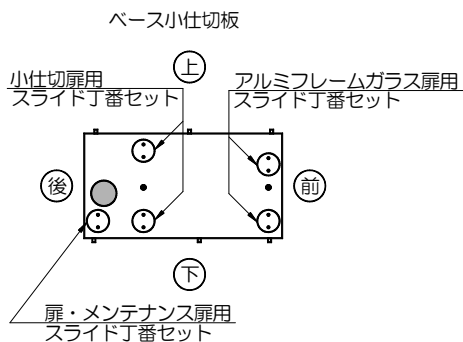 ベース小仕切板
上
小仕切扉用
スライド丁番セット
アルミフレームガラス扉用
スライド丁番セット
後
前
下
扉・メンテナンス扉用
スライド丁番セット